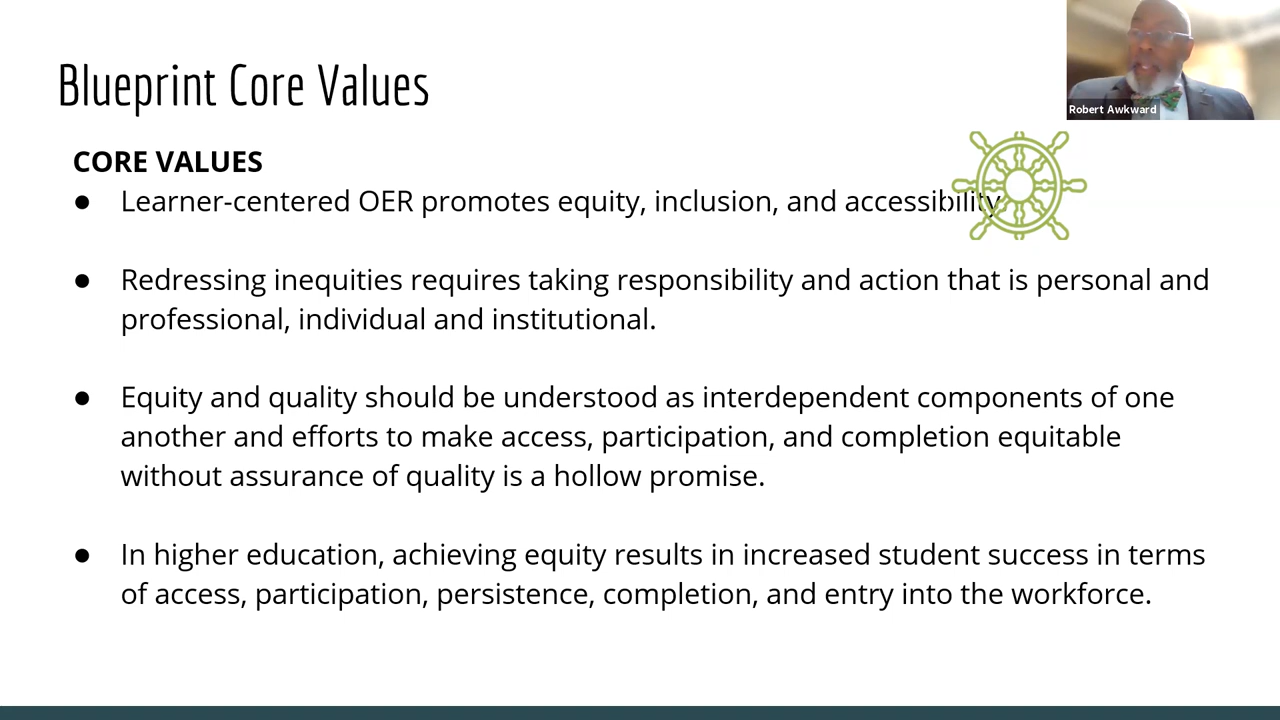 Blueprint Core Values
Robert Awkward
CORE VALUES
● Learner-centered OER promotes equity, inclusion, and accessibility
● Redressing inequities requires taking responsibility and action that is personal and
professional, individual and institutional.
● Equity and quality should be understood as interdependent components of one
another and efforts to make access, participation, and completion equitable
without assurance of quality is a hollow promise.
● In higher education, achieving equity results in increased student success in terms
of access, participation, persistence, completion, and entry into the workforce.